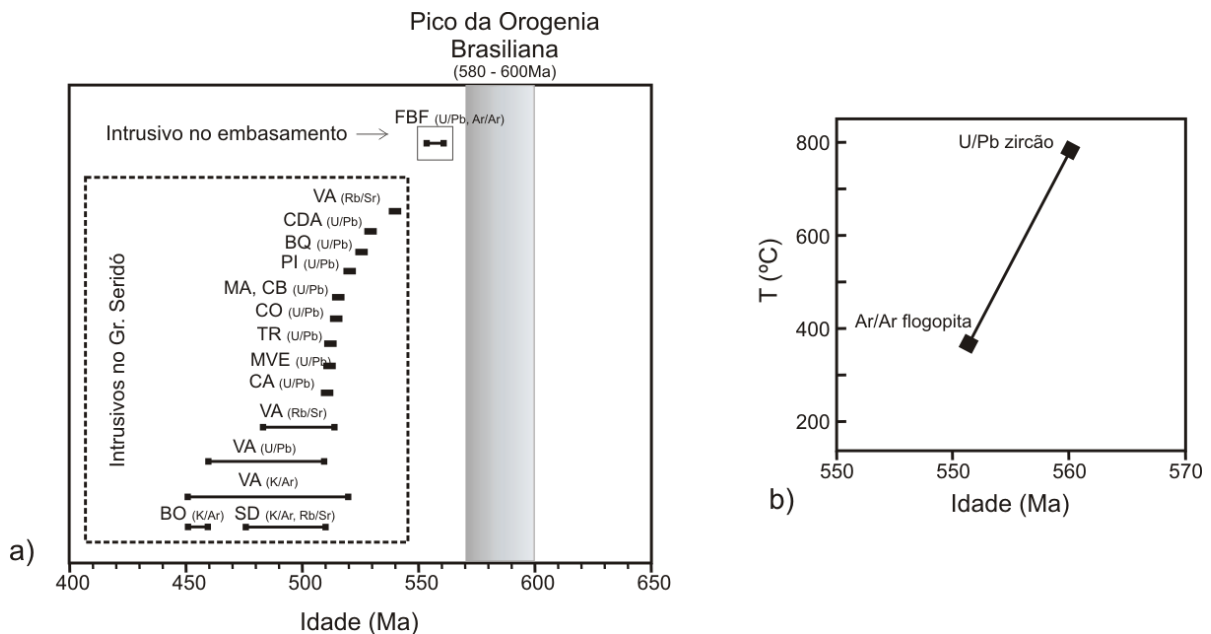 Pico da Orogenia
Brasiliana
(580 - 600Ma)
FBF (U/Pb, Ar/Ar)
Intrusivo no embasamento
Intrusivos no Gr. Seridó
VA (Rb/Sr)
CDA (U/Pb)
BQ (U/Pb)
PI (U/Pb)
MA, CB (U/Pb)
CO (U/Pb)
TR (U/Pb)
MVE (U/Pb)
CA (U/Pb)
VA (Rb/Sr)
VA (U/Pb)
VA (K/Ar)
BO (K/Ar) SD (K/Ar, Rb/Sr)
a)
400 450 500 550 600 650
Idade (Ma)
800
600
400
200
T (ºC)
U/Pb zircão
Ar/Ar flogopita
550 560 560 570
Idade (Ma)
b)